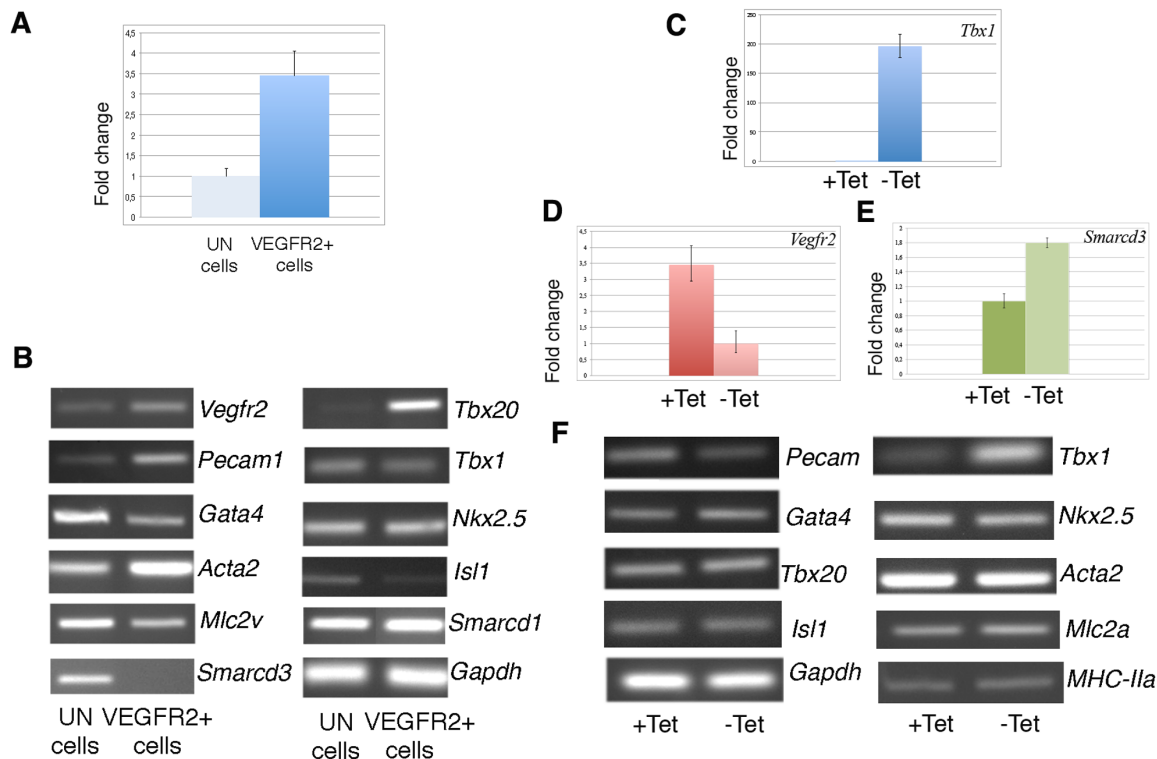 A
4,5
4
3,5
3
2,5
2
1,5
1
0,5
0
Fold change
UN
cells
VEGFR2+
cells
B
Vegfr2
Pecam1
Gata4
Acta2
Mlc2v
Smarcd3
UN
cells
VEGFR2+
cells
Tbx20
Tbx1
Nkx2.5
Isl1
Smarcd1
Gapdh
UN
cells
VEGFR2+
cells
C
Tbx1
250
200
150
100
50
0
Fold change
+Tet -Tet
D
Vegfr2
4,5
4
3,5
3
2,5
2
1,5
1
0,5
0
Fold change
+Tet -Tet
E
Smarcd3
2
1,8
1,6
1,4
1,2
1
0,8
0,6
0,4
0,2
0
Fold change
+Tet -Tet
F
Pecam
Gata4
Tbx20
Isl1
Gapdh
+Tet -Tet
Tbx1
Nkx2.5
Acta2
Mlc2a
MHC-IIa
+Tet -Tet